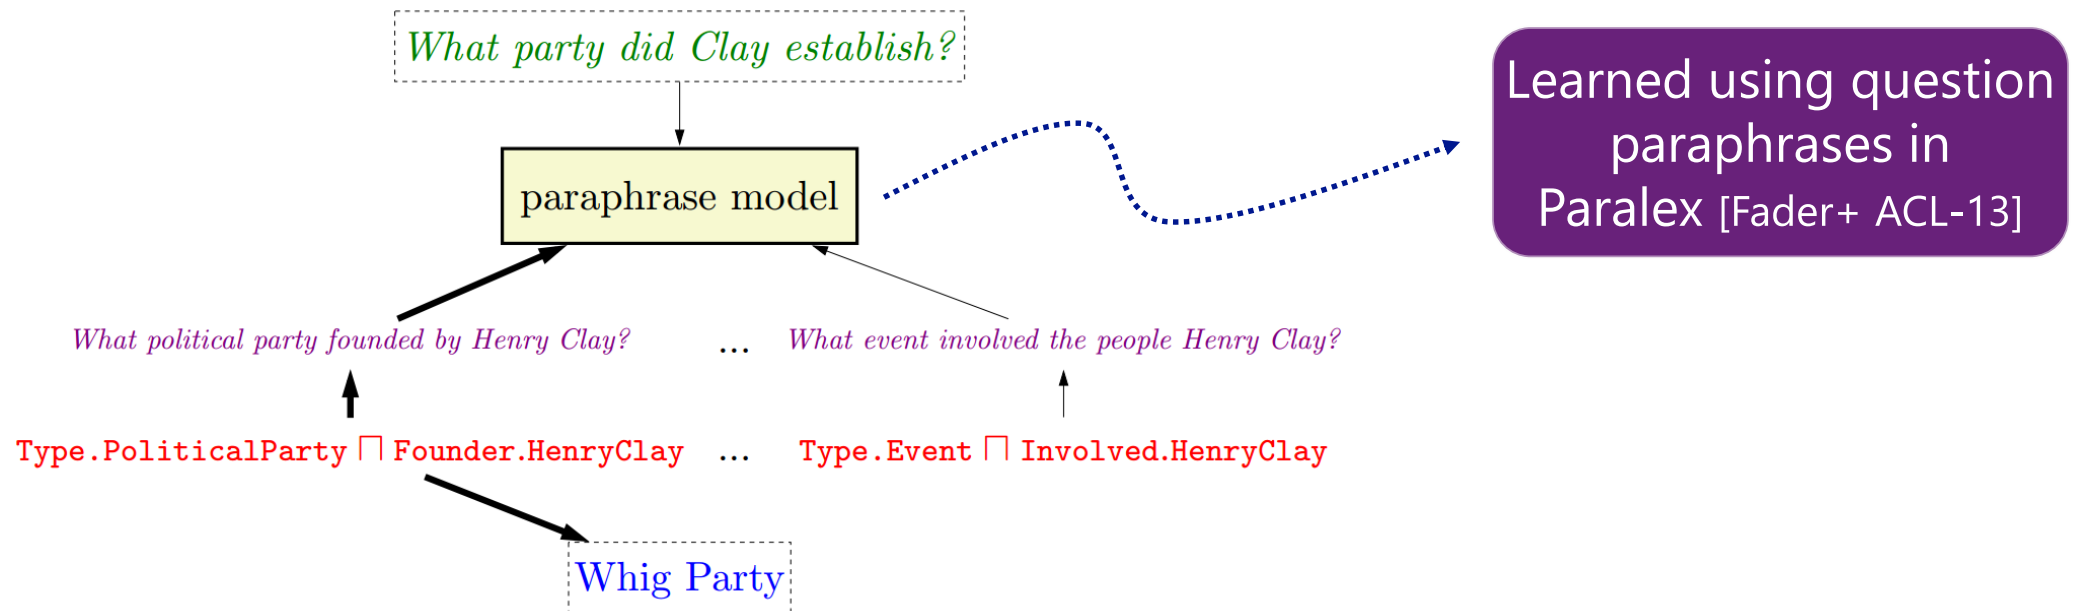 What party did Clay establish?
Learned using question
paraphrases in
Paralex [Fader+ ACL-13]
paraphrase model
What political party founded by Henry Clay? ... What event involved the people Henry Clay?
Type.PoliticalParty ⊓ Founder.HenryClay ... Type.Event ⊓ Involved.HenryClay
Whig Party